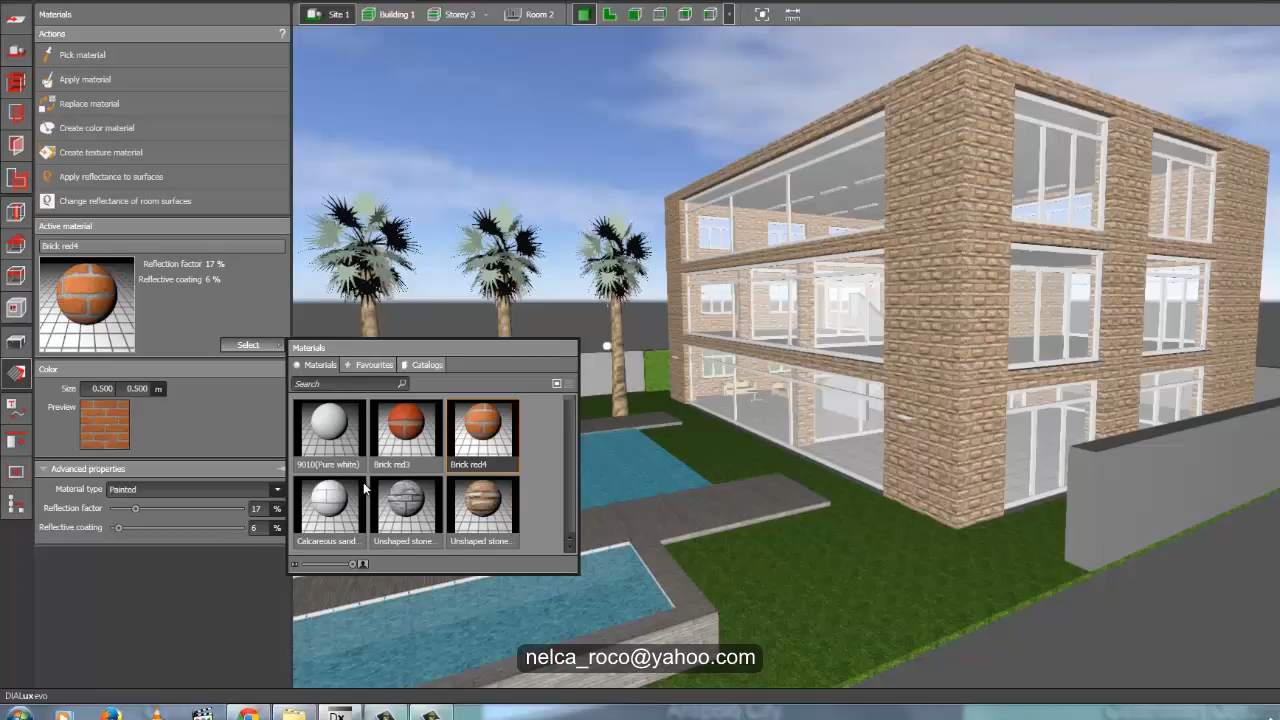 Materials
Site 1
Building 1
Storey 3
Room 2
Actions
?
Pick material
Apply material
Replace material
Create color material
Create texture material
Apply reflectance to surfaces
Change reflectance of room surfaces
Active material
Brick red4
Reflection factor 17 %
Reflective coating 6 %
Select
Color
Size 0.500 0.500 m
Preview
Advanced properties
Material type Painted
Reflection factor 17 %
Reflective coating 6 %
Materials
Materials Favourites Catalogs
Search
9010(Pure white) Brick red3 Brick red4
Calcareous sand... Unshaped stone... Unshaped stone...
nelca_roco@yahoo.com
DIALux evo
Dx